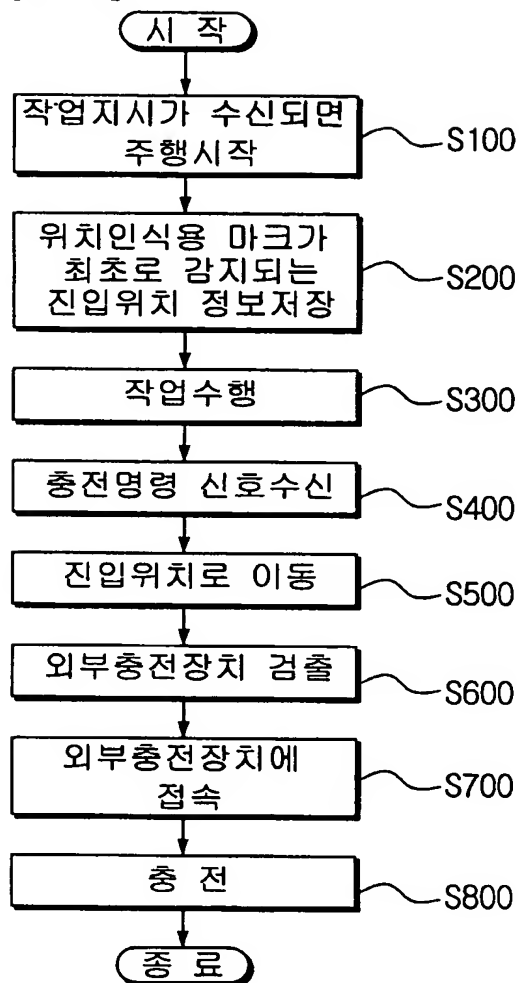 시 작
작업지시가 수신되면
주행시작
S100
위치인식용 마크가
최초로 감지되는
진입위치 정보저장
S200
작업수행
S300
충전명령 신호수신
S400
진입위치로 이동
S500
외부충전장치 검출
S600
외부충전장치에
접속
S700
충 전
S800
종 료